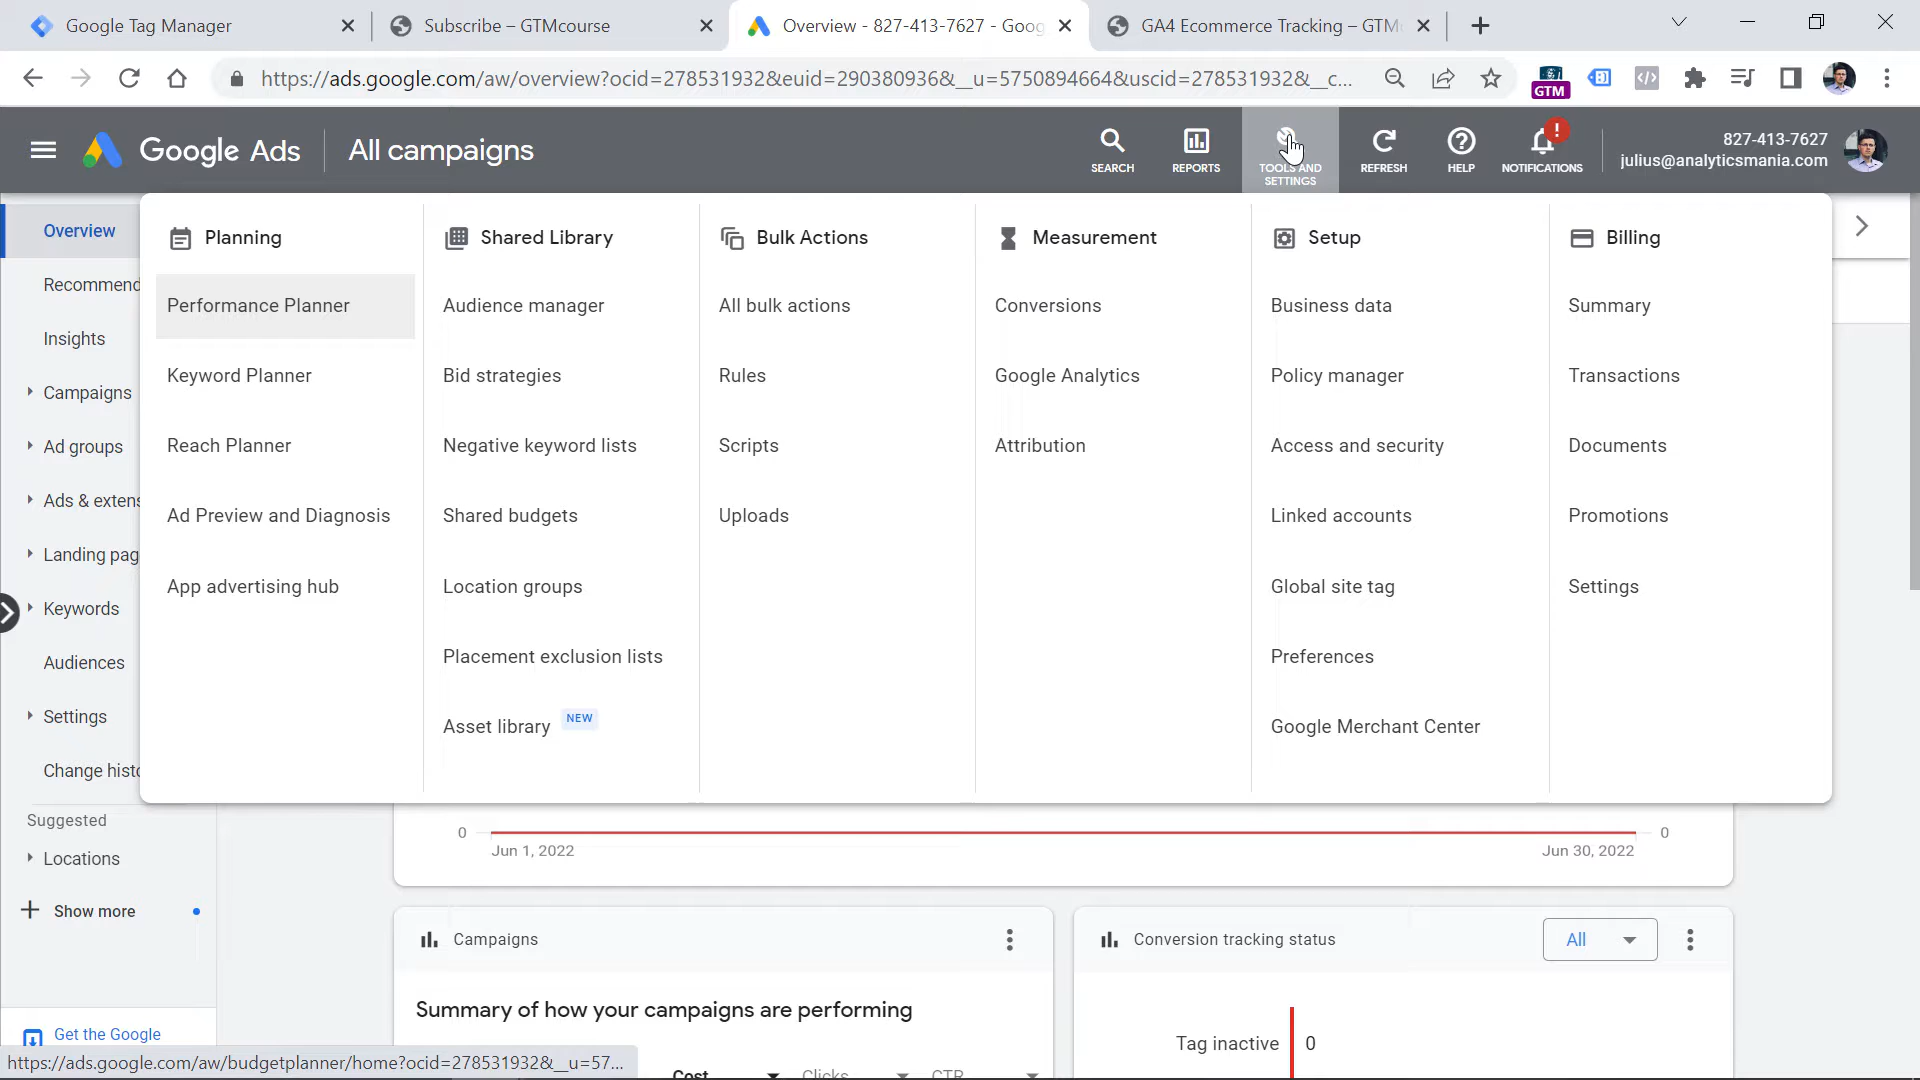 Google Tag Manager
Subscribe – GTMcourse
Overview - 827-413-7627 - Goog
GA4 Ecommerce Tracking – GTM
https://ads.google.com/aw/overview?ocid=278531932&euid=290380936&__u=5750894664&uscid=278531932&__c...
GTM
Google Ads
All campaigns
SEARCH
REPORTS
TOOLS AND
SETTINGS
REFRESH
HELP
NOTIFICATIONS
827-413-7627
julius@analyticsmania.com
Overview
Recommend
Insights
Campaigns
Ad groups
Ads & extens
Landing pag
Keywords
Audiences
Settings
Change histo
Suggested
Locations
Show more
Get the Google
Planning
Performance Planner
Keyword Planner
Reach Planner
Ad Preview and Diagnosis
App advertising hub
Shared Library
Audience manager
Bid strategies
Negative keyword lists
Shared budgets
Location groups
Placement exclusion lists
Asset library NEW
Bulk Actions
All bulk actions
Rules
Scripts
Uploads
Measurement
Conversions
Google Analytics
Attribution
Setup
Business data
Policy manager
Access and security
Linked accounts
Global site tag
Preferences
Google Merchant Center
Billing
Summary
Transactions
Documents
Promotions
Settings
0
0
Jun 1, 2022
Jun 30, 2022
Campaigns
Summary of how your campaigns are performing
Cost
Clicks
CTR
Conversion tracking status
All
Tag inactive
0
https://ads.google.com/aw/budgetplanner/home?ocid=278531932&__u=57...